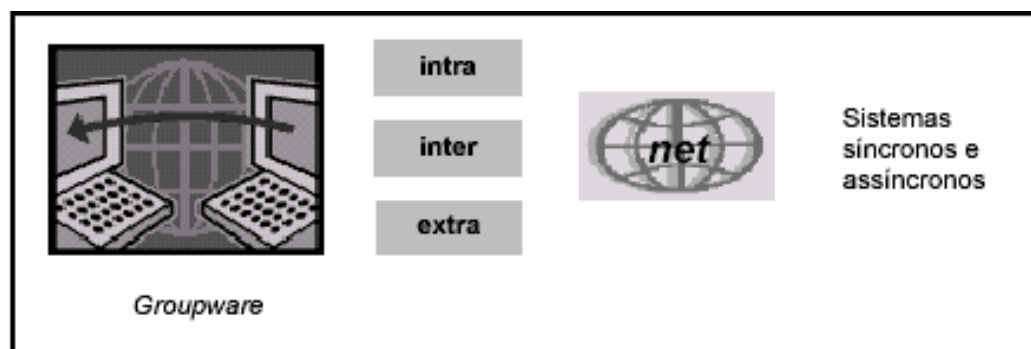 intra
inter
extra
net
Sistemas
síncronos e
assíncronos
Groupware